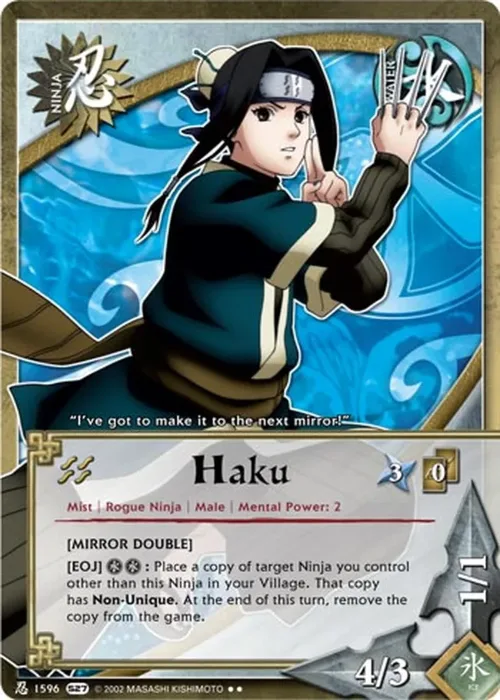 NINJA
忍
WATER
"I've got to make it to the next mirror!"
Haku
3
0
Mist | Rogue Ninja | Male | Mental Power: 2
[MIRROR DOUBLE]
[EOJ] : Place a copy of target Ninja you control
other than this Ninja in your Village. That copy
has Non-Unique. At the end of this turn, remove the
copy from the game.
1/1
4/3
氷
ICE
忍 1596 S27 © 2002 MASASHI KISHIMOTO